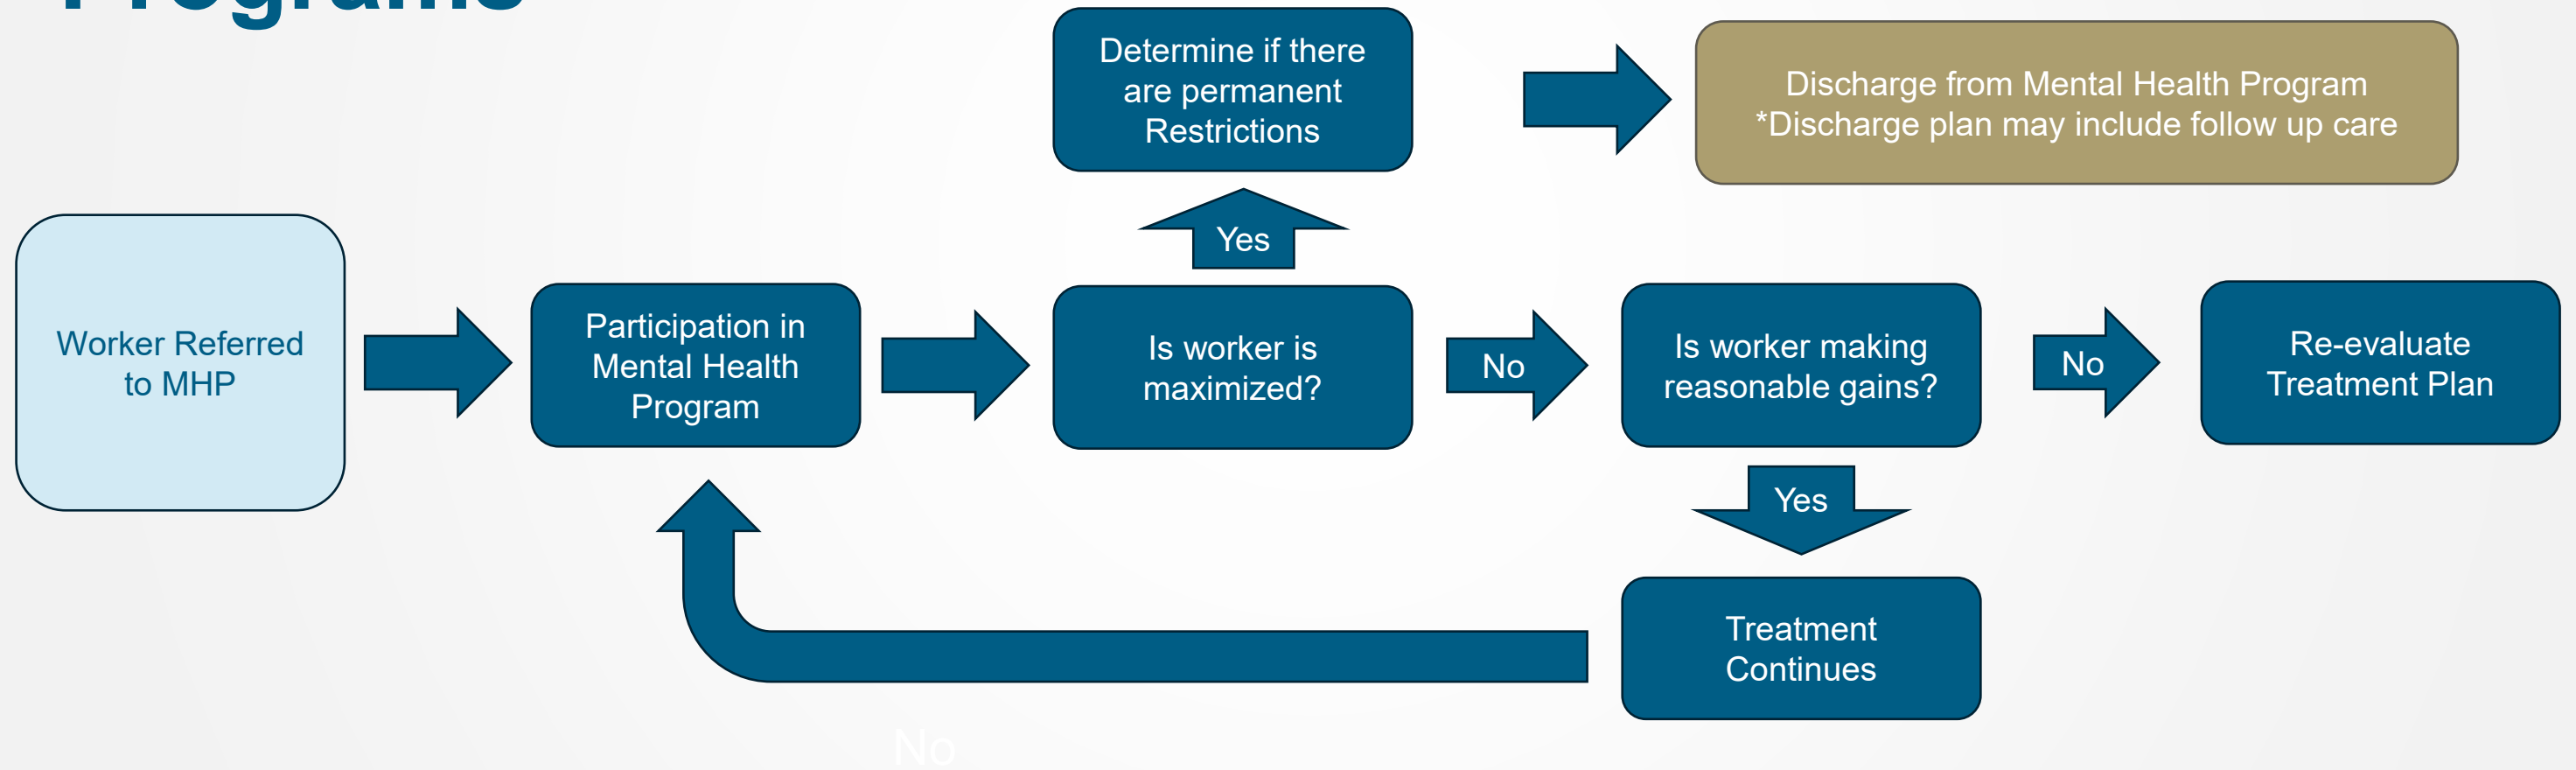 Programs
Determine if there
are permanent
Restrictions
Discharge from Mental Health Program
*Discharge plan may include follow up care
Yes
Worker Referred
to MHP
Participation in
Mental Health
Program
Is worker is
maximized?
No
Is worker making
reasonable gains?
No
Re-evaluate
Treatment Plan
Yes
Treatment
Continues
No